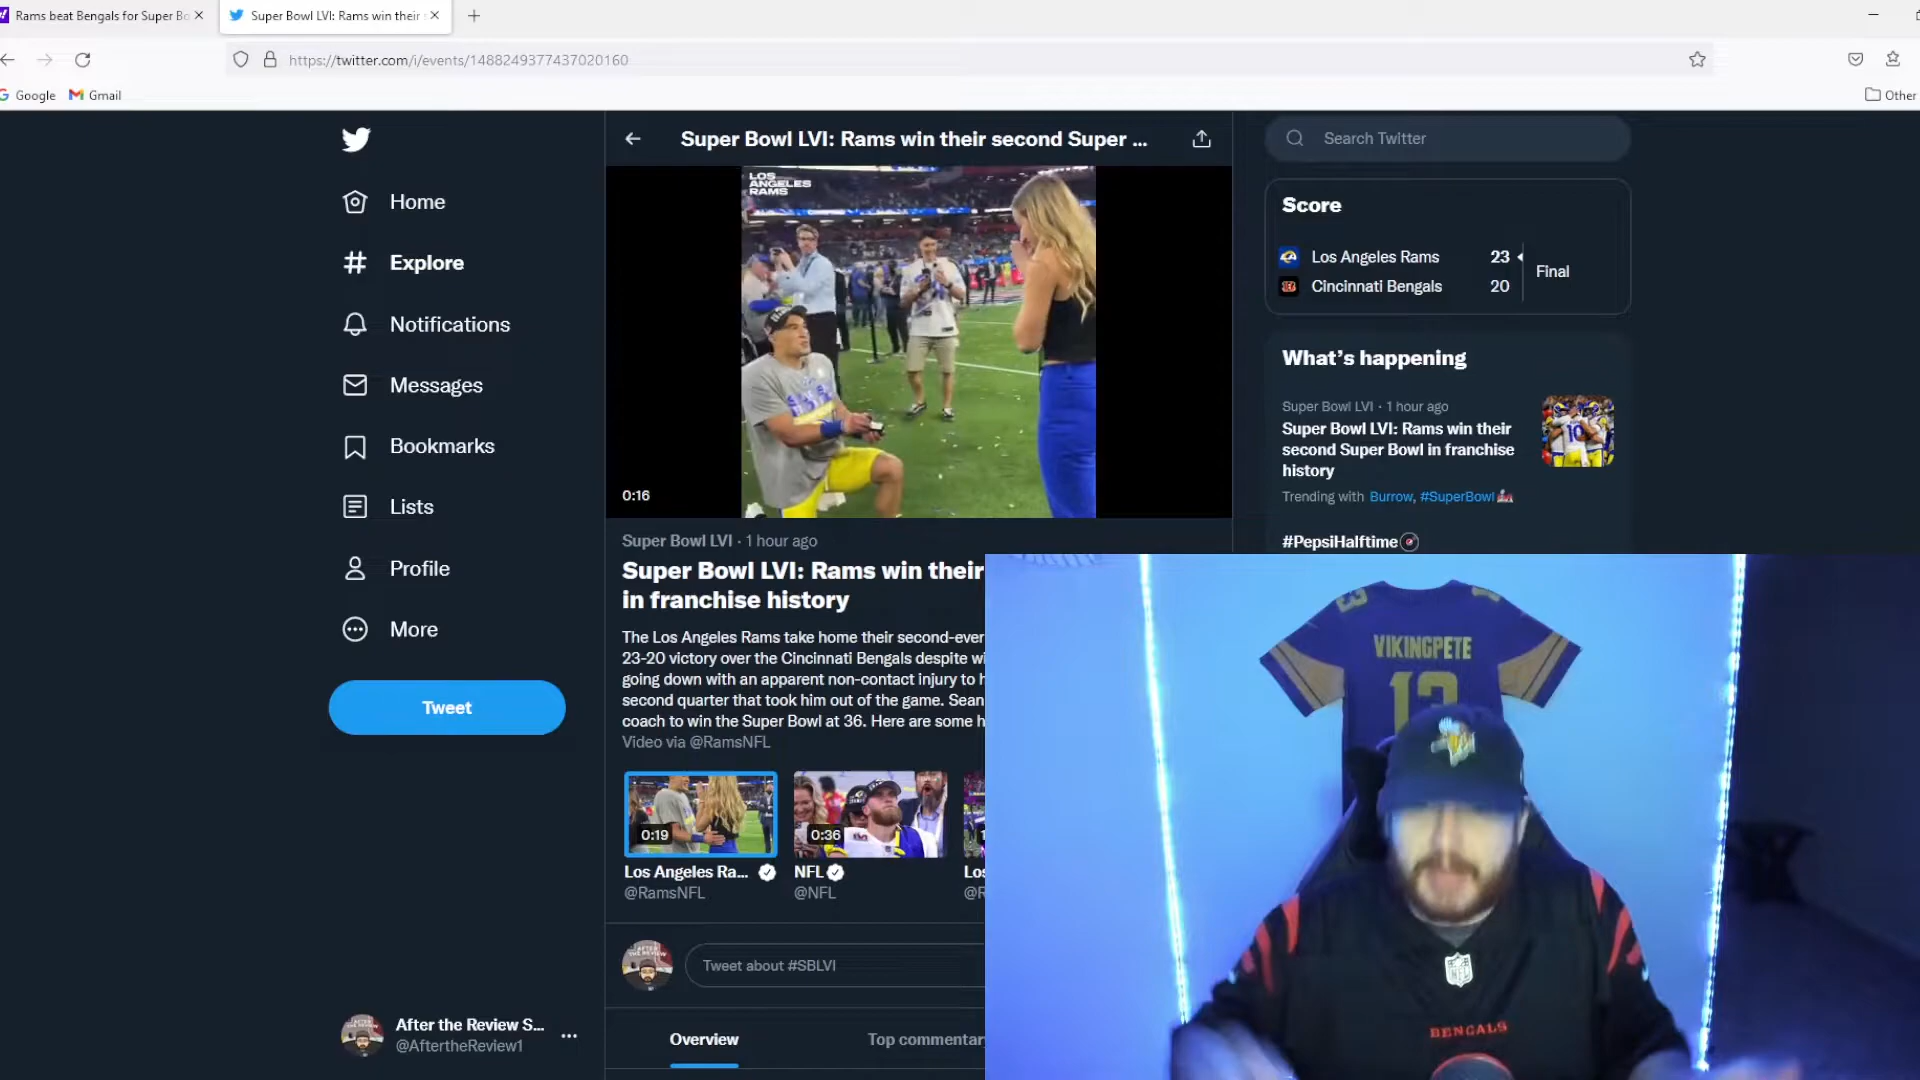 Rams beat Bengals for Super Bo
Super Bowl LVI: Rams win their
https://twitter.com/i/events/1488249377437020160
Google
Gmail
Other
Super Bowl LVI: Rams win their second Super ...
Search Twitter
Home
Explore
Notifications
Messages
Bookmarks
Lists
Profile
More
Tweet
LOS
ANGELES
RAMS
0:16
Score
Los Angeles Rams 23
Cincinnati Bengals 20
Final
What's happening
Super Bowl LVI · 1 hour ago
Super Bowl LVI: Rams win their
second Super Bowl in franchise
history
Trending with Burrow, #SuperBowl
#PepsiHalftime
Super Bowl LVI · 1 hour ago
Super Bowl LVI: Rams win their
in franchise history
The Los Angeles Rams take home their second-ever
23-20 victory over the Cincinnati Bengals despite wi
going down with an apparent non-contact injury to h
second quarter that took him out of the game. Sean
coach to win the Super Bowl at 36. Here are some h
Video via @RamsNFL
0:19
0:36
Los Angeles Ra...
@RamsNFL
NFL
@NFL
Los
@R
Tweet about #SBLVI
Overview
Top commentar
After the Review S...
@AftertheReview1
VIKINGPETE
13
NFL
BENGALS